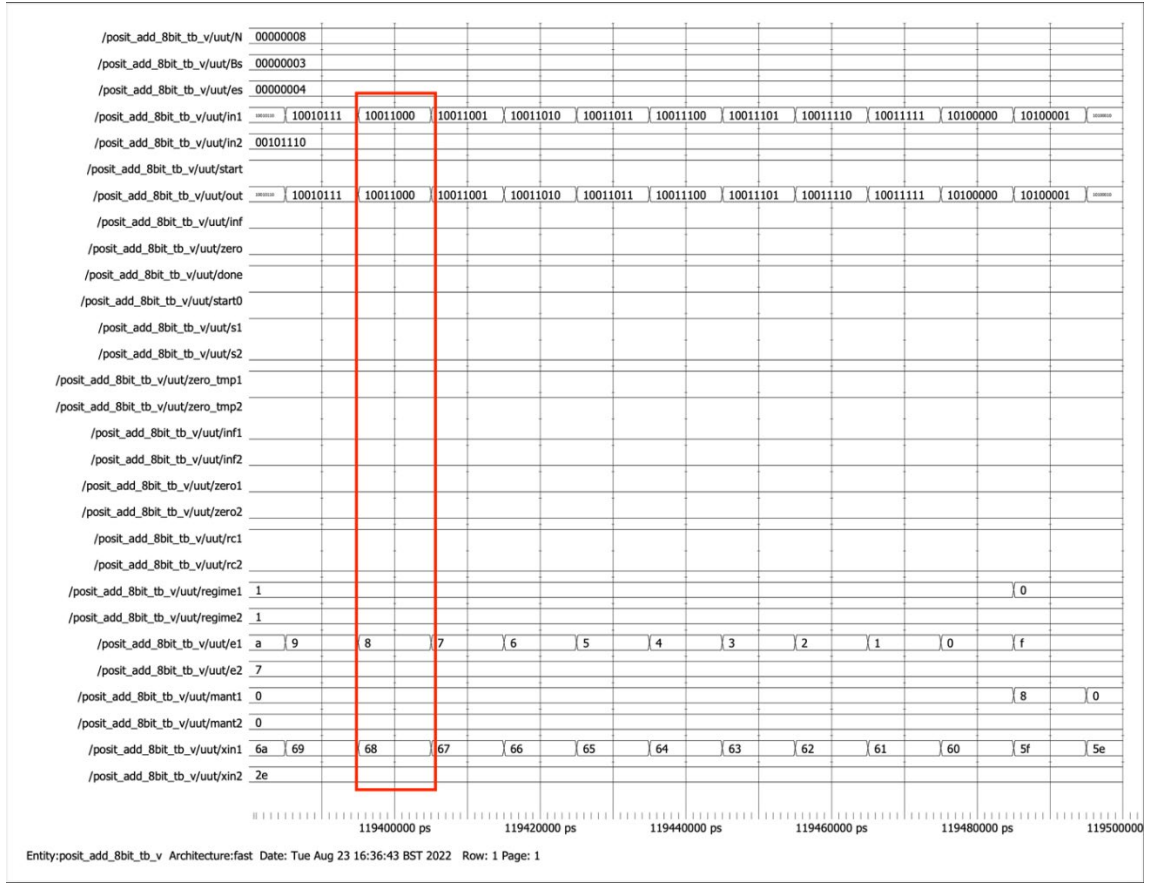 /posit_add_8bit_tb_v/uut/N 00000008
/posit_add_8bit_tb_v/uut/Bs 00000003
/posit_add_8bit_tb_v/uut/es 00000004
/posit_add_8bit_tb_v/uut/in1 10010111 10011000 10011001 10011010 10011011 10011100 10011101 10011110 10011111 10100000 10100001
/posit_add_8bit_tb_v/uut/in2 00101110
/posit_add_8bit_tb_v/uut/start
/posit_add_8bit_tb_v/uut/out 10010111 10011000 10011001 10011010 10011011 10011100 10011101 10011110 10011111 10100000 10100001
/posit_add_8bit_tb_v/uut/inf
/posit_add_8bit_tb_v/uut/zero
/posit_add_8bit_tb_v/uut/done
/posit_add_8bit_tb_v/uut/start0
/posit_add_8bit_tb_v/uut/s1
/posit_add_8bit_tb_v/uut/s2
/posit_add_8bit_tb_v/uut/zero_tmp1
/posit_add_8bit_tb_v/uut/zero_tmp2
/posit_add_8bit_tb_v/uut/inf1
/posit_add_8bit_tb_v/uut/inf2
/posit_add_8bit_tb_v/uut/zero1
/posit_add_8bit_tb_v/uut/zero2
/posit_add_8bit_tb_v/uut/rc1
/posit_add_8bit_tb_v/uut/rc2
/posit_add_8bit_tb_v/uut/regime1 1 0
/posit_add_8bit_tb_v/uut/regime2 1
/posit_add_8bit_tb_v/uut/e1 a 9 8 7 6 5 4 3 2 1 0 f
/posit_add_8bit_tb_v/uut/e2 7
/posit_add_8bit_tb_v/uut/mant1 0 8 0
/posit_add_8bit_tb_v/uut/mant2 0
/posit_add_8bit_tb_v/uut/xin1 6a 69 68 67 66 65 64 63 62 61 60 5f 5e
/posit_add_8bit_tb_v/uut/xin2 2e
119400000 ps 119420000 ps 119440000 ps 119460000 ps 119480000 ps 119500000
Entity:posit_add_8bit_tb_v Architecture:fast Date: Tue Aug 23 16:36:43 BST 2022 Row: 1 Page: 1